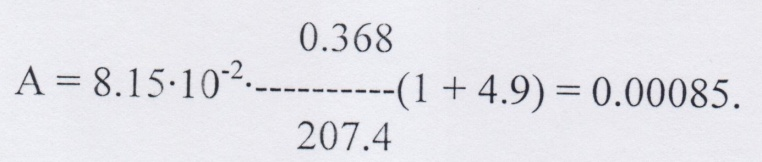 0.368
A = 8.15·10⁻²·----------(1 + 4.9) = 0.00085.
207.4